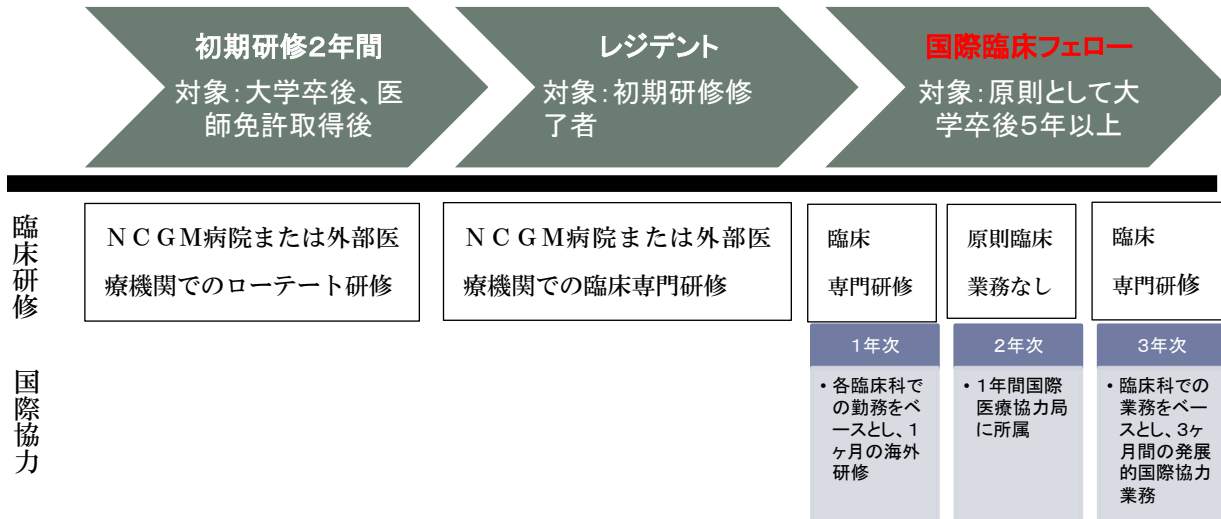 初期研修2年間
対象：大学卒後、医
師免許取得後
レジデント
対象：初期研修修
了者
国際臨床フェロー
対象：原則として大
学卒後5年以上
臨床研修
ＮＣＧＭ病院または外部医
療機関でのローテート研修
ＮＣＧＭ病院または外部医
療機関での臨床専門研修
臨床
専門研修
原則臨床
業務なし
臨床
専門研修
国際協力
1年次
・各臨床科で
の勤務をベ
ースとし、1
ヶ月の海外
研修
2年次
・1年間国際
医療協力局
に所属
3年次
・臨床科での
業務をベー
スとし、3ヶ
月間の発展
的国際協力
業務